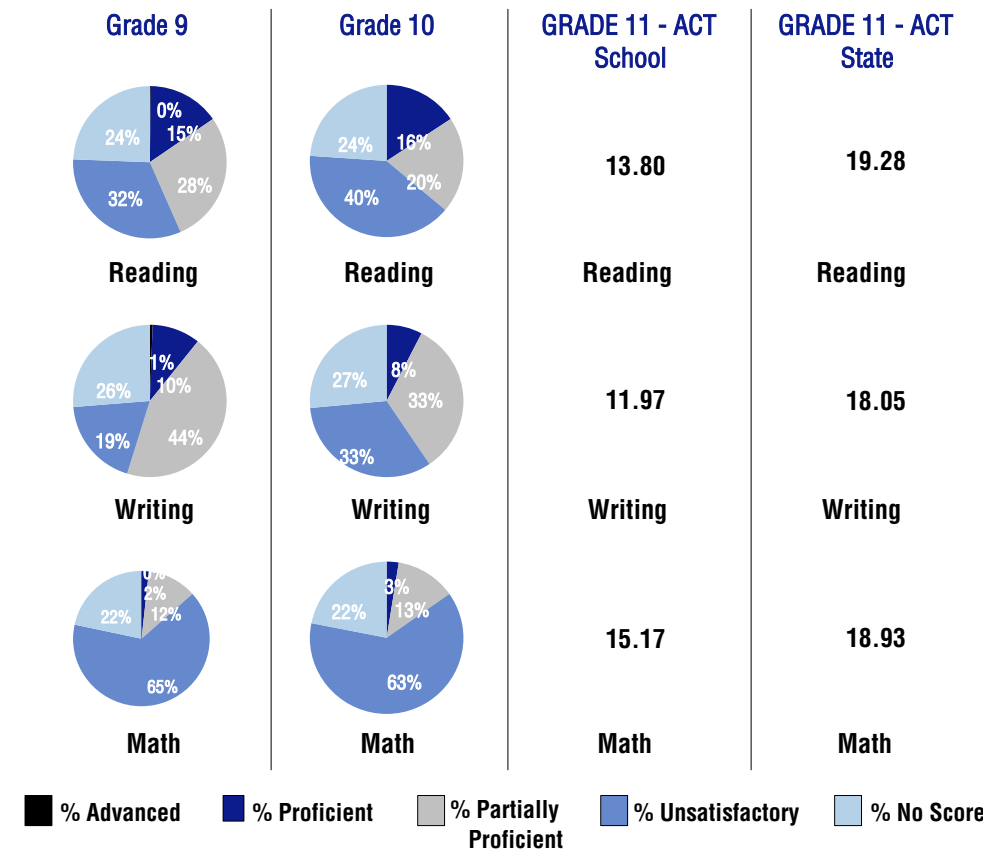 Grade 9
Grade 10
GRADE 11 - ACT
School
GRADE 11 - ACT
State
0%
15%
28%
32%
24%
Reading
16%
20%
40%
24%
Reading
13.80
Reading
19.28
Reading
1%
10%
44%
19%
26%
Writing
8%
33%
33%
27%
Writing
11.97
Writing
18.05
Writing
0%
2%
12%
65%
22%
Math
3%
13%
63%
22%
Math
15.17
Math
18.93
Math
% Advanced
% Proficient
% Partially
Proficient
% Unsatisfactory
% No Score